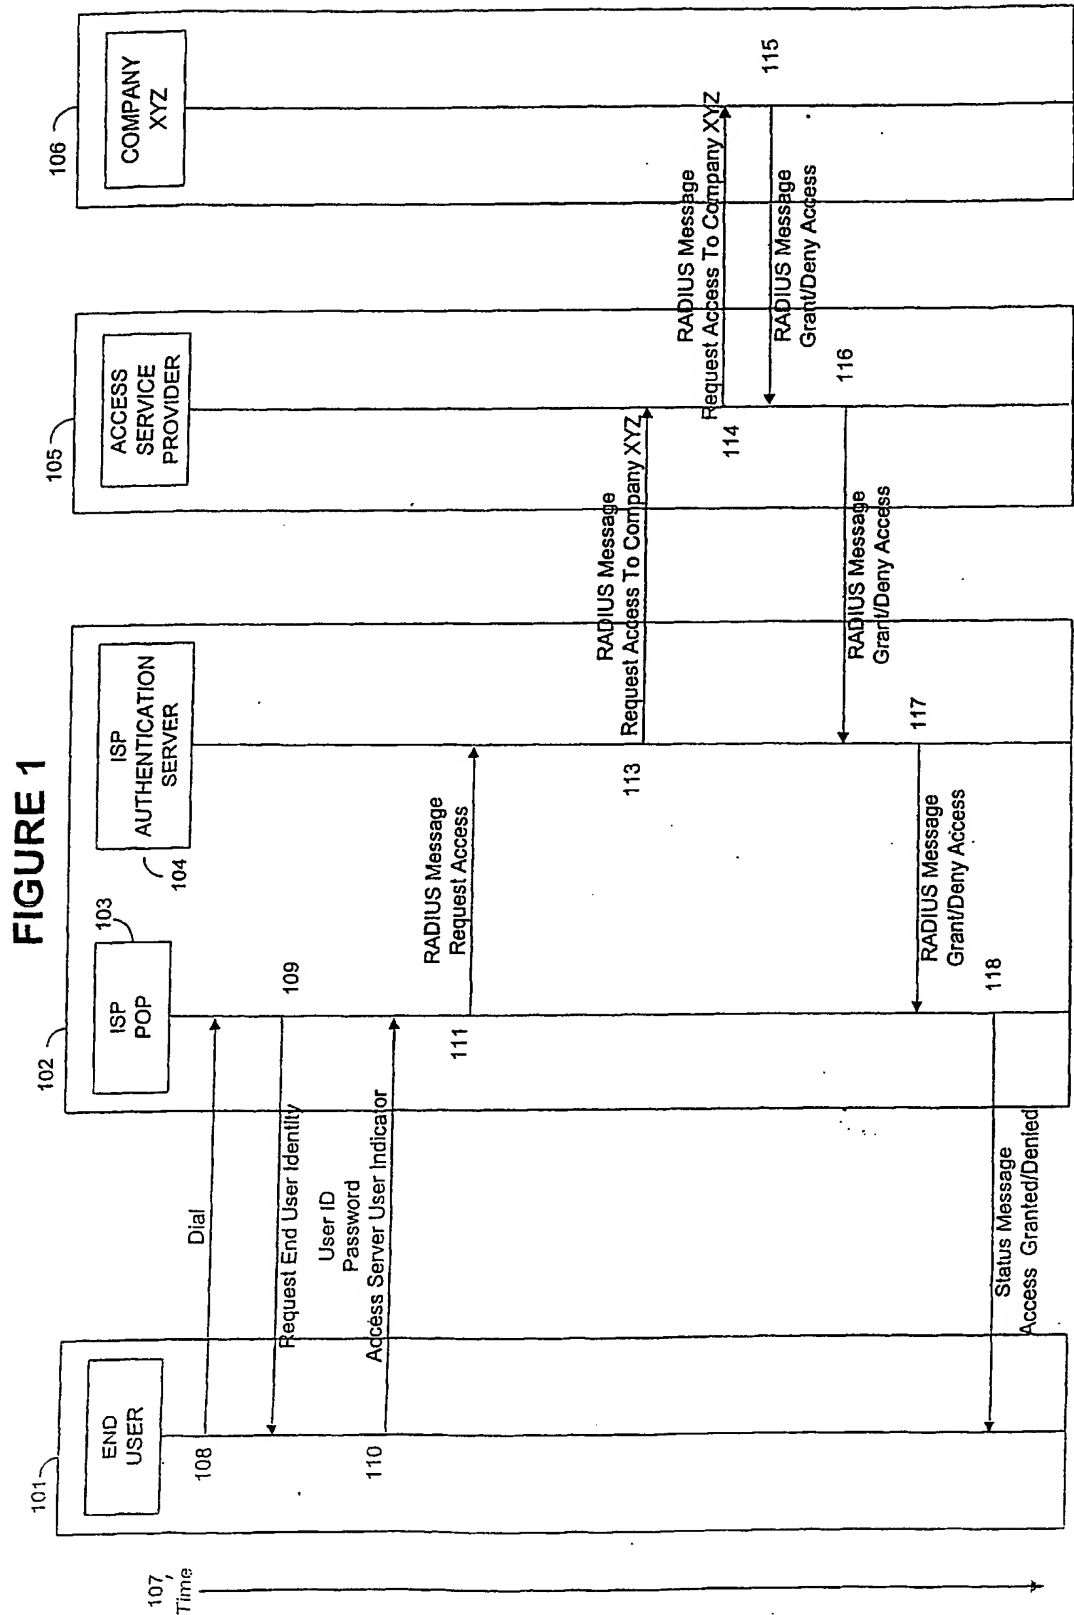 FIGURE 1
107,
Time
101
END
USER
102
103
ISP
POP
104
ISP
AUTHENTICATION
SERVER
105
ACCESS
SERVICE
PROVIDER
106
COMPANY
XYZ
108
Dial
109
Request End User Identity
110
User ID
Password
Access Server User Indicator
111
RADIUS Message
Request Access
113
RADIUS Message
Request Access To Company XYZ
114
RADIUS Message
Request Access To Company XYZ
115
RADIUS Message
Grant/Deny Access
116
RADIUS Message
Grant/Deny Access
117
RADIUS Message
Grant/Deny Access
118
Status Message
Access Granted/Denied